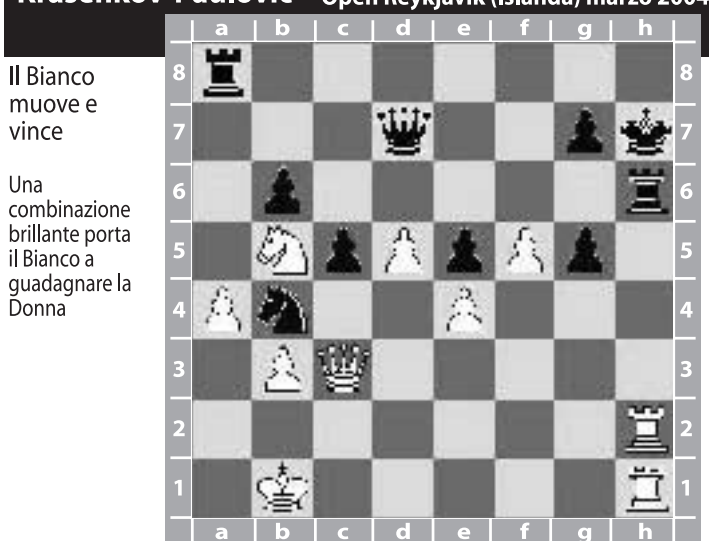 Open Reykjavik (Islanda) marzo 2004
a b c d e f g h
Il Bianco
muove e
vince
Una
combinazione
brillante porta
il Bianco a
guadagnare la
Donna
8 8
7 7
6 6
5 5
4 4
3 3
2 2
1 1
a b c d e f g h